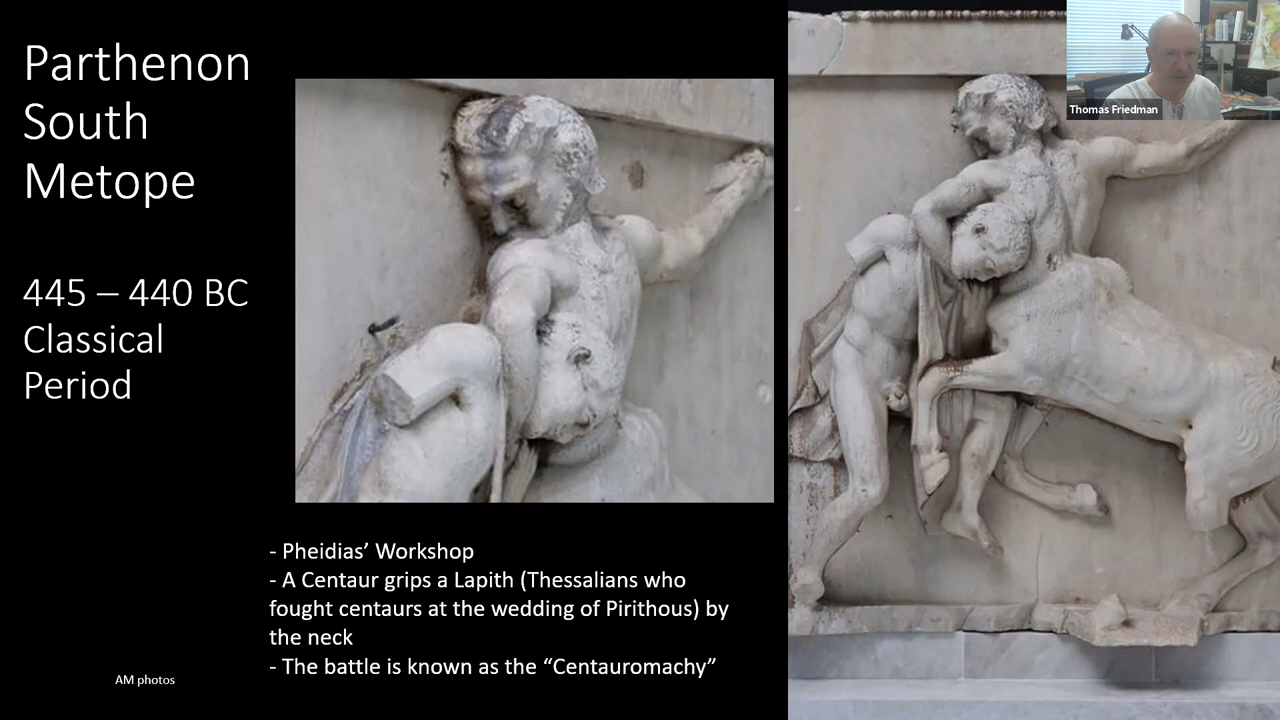 Parthenon
South
Metope
445 – 440 BC
Classical
Period
- Pheidias’ Workshop
- A Centaur grips a Lapith (Thessalians who
fought centaurs at the wedding of Pirithous) by
the neck
- The battle is known as the “Centauromachy”
AM photos
Thomas Friedman